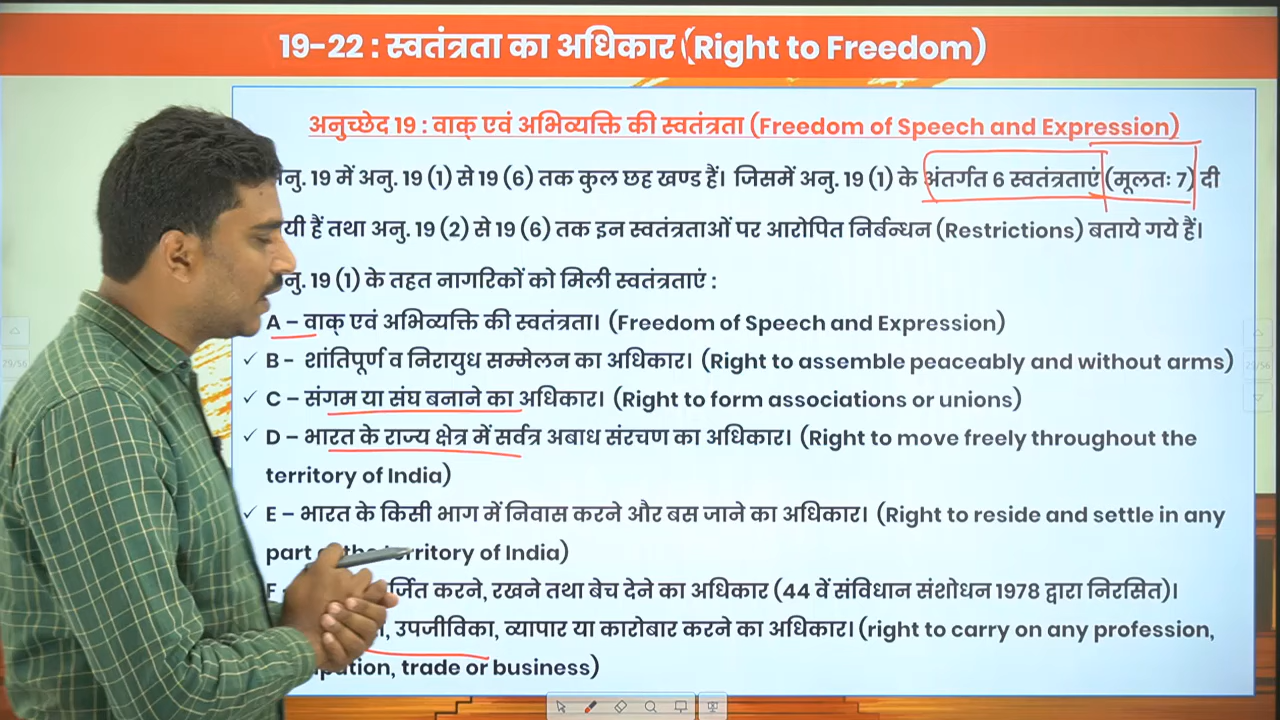 19-22 : स्वतंत्रता का अधिकार (Right to Freedom)
अनुच्छेद 19 : वाक् एवं अभिव्यक्ति की स्वतंत्रता (Freedom of Speech and Expression)
नु. 19 में अनु. 19 (1) से 19 (6) तक कुल छह खण्ड हैं। जिसमें अनु. 19 (1) के अंतर्गत 6 स्वतंत्रताएं (मूलतः 7) दी
यी हैं तथा अनु. 19 (2) से 19 (6) तक इन स्वतंत्रताओं पर आरोपित निर्बन्धन (Restrictions) बताये गये हैं।
नु. 19 (1) के तहत नागरिकों को मिली स्वतंत्रताएं :
A – वाक् एवं अभिव्यक्ति की स्वतंत्रता। (Freedom of Speech and Expression)
✓ B - शांतिपूर्ण व निरायुध सम्मेलन का अधिकार। (Right to assemble peaceably and without arms)
✓ C – संगम या संघ बनाने का अधिकार। (Right to form associations or unions)
✓ D – भारत के राज्य क्षेत्र में सर्वत्र अबाध संरचण का अधिकार। (Right to move freely throughout the
territory of India)
✓ E – भारत के किसी भाग में निवास करने और बस जाने का अधिकार। (Right to reside and settle in any
part the territory of India)
F र्जित करने, रखने तथा बेच देने का अधिकार (44 वें संविधान संशोधन 1978 द्वारा निरसित)।
, उपजीविका, व्यापार या कारोबार करने का अधिकार। (right to carry on any profession,
pation, trade or business)
29/56